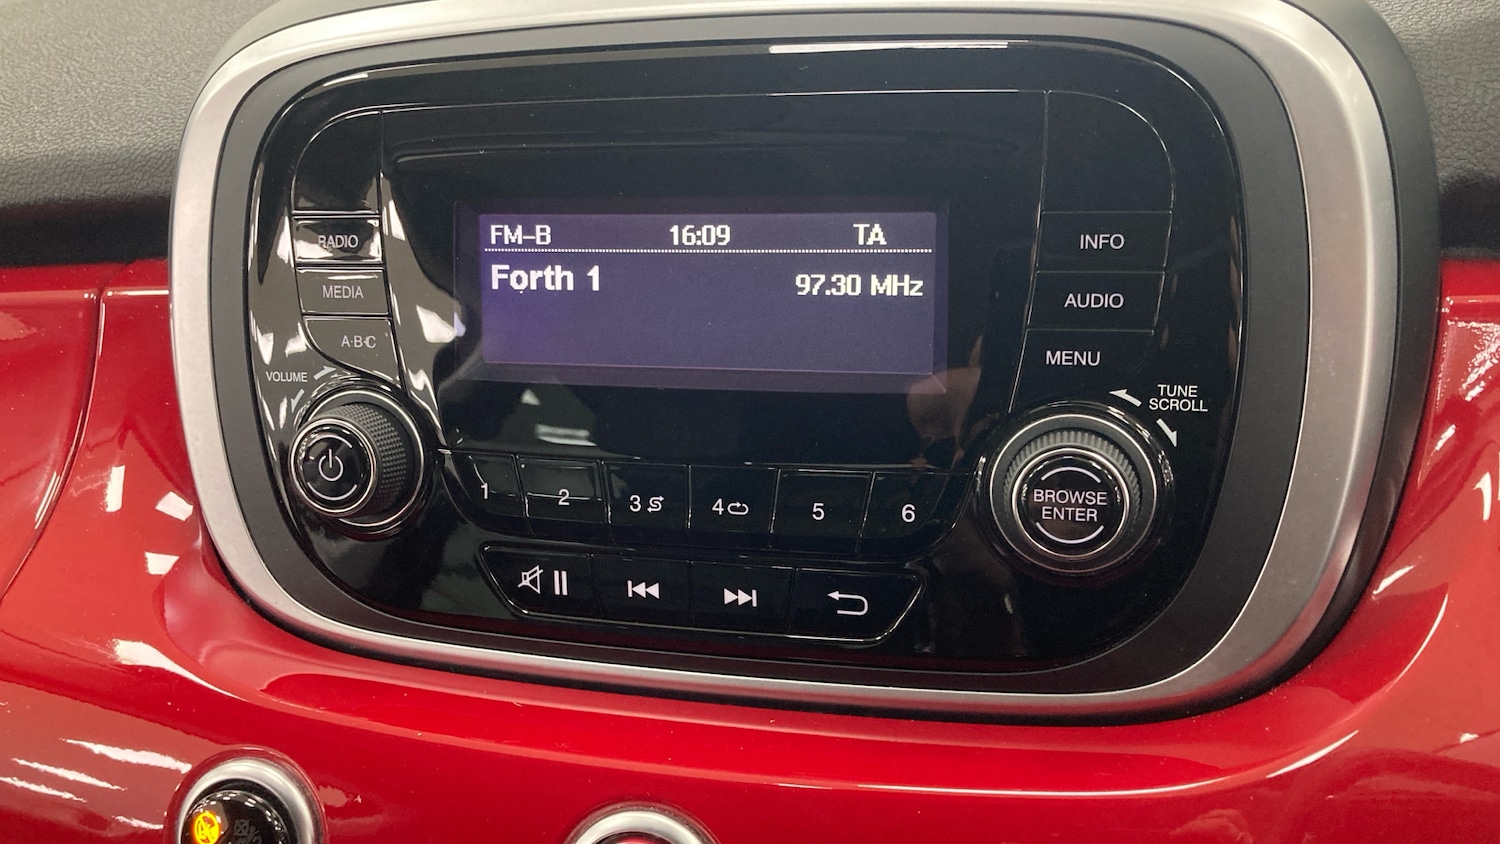 FM-B 16:09 TA
Forth 1 97.30 MHz
RADIO
MEDIA
A·B·C
VOLUME
INFO
AUDIO
MENU
TUNE
SCROLL
1 2 3 4 5 6
BROWSE
ENTER